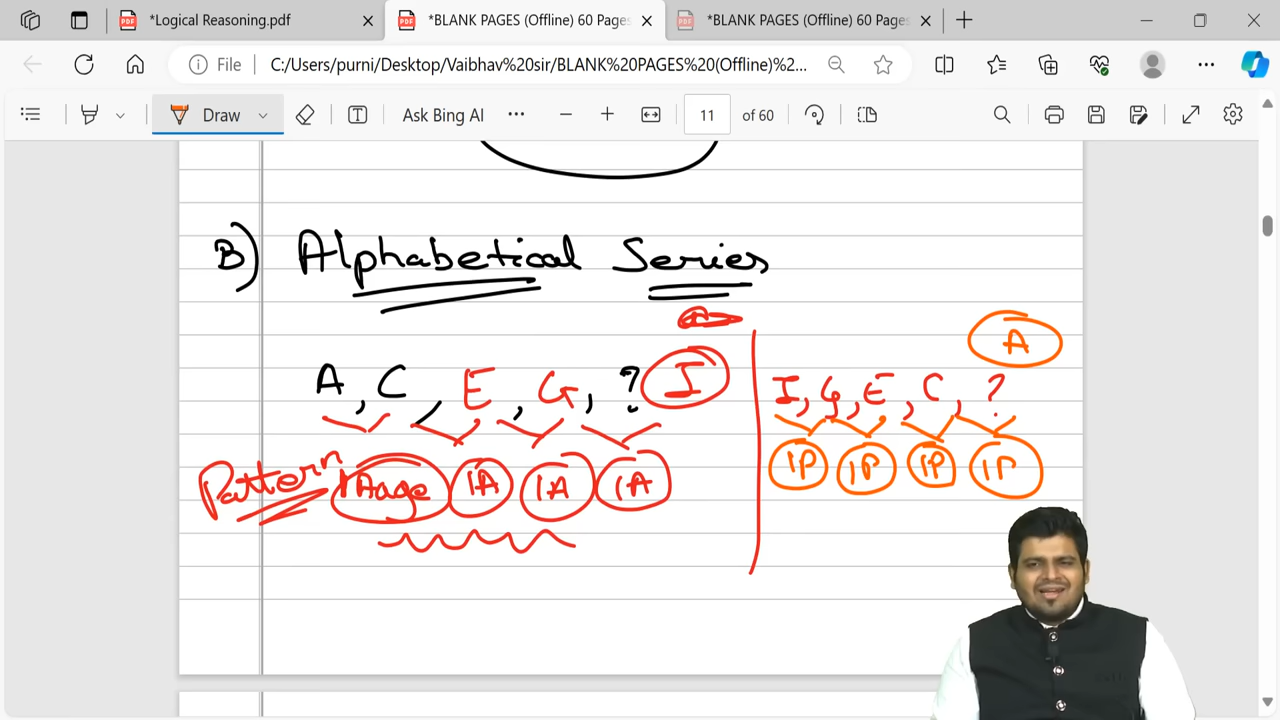 *Logical Reasoning.pdf
*BLANK PAGES (Offline) 60 Pages
*BLANK PAGES (Offline) 60 Pages
File
C:/Users/purni/Desktop/Vaibhav%20sir/BLANK%20PAGES%20(Offline)%2...
Draw
Ask Bing AI
11 of 60
B) Alphabetical Series
A
A, C, E, G, ? I
I, G, E, C, ?
Pattern 1Aage 1A 1A 1A
1P 1P 1P 1P